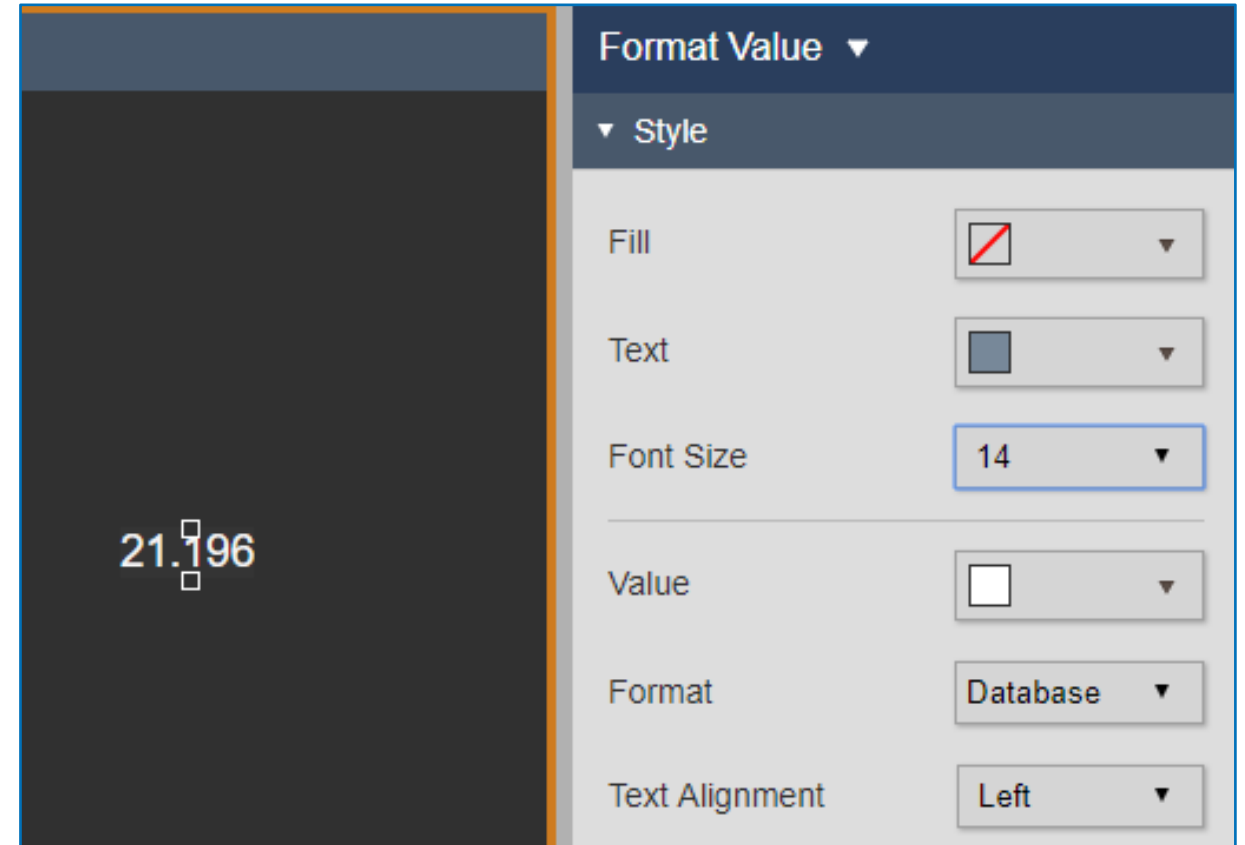 Format Value
Style
Fill
Text
Font Size 14
21.196
Value
Format Database
Text Alignment Left